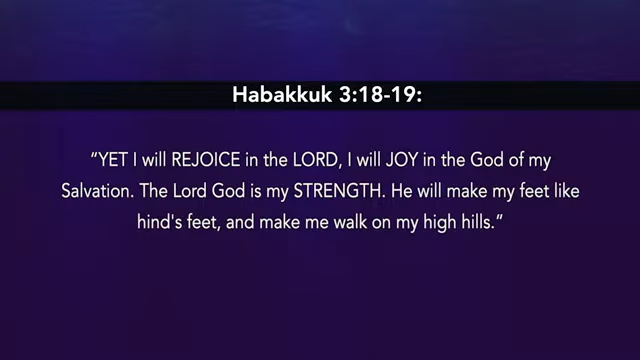 Habakkuk 3:18-19:
“YET I will REJOICE in the LORD, I will JOY in the God of my
Salvation. The Lord God is my STRENGTH. He will make my feet like
hind's feet, and make me walk on my high hills.”